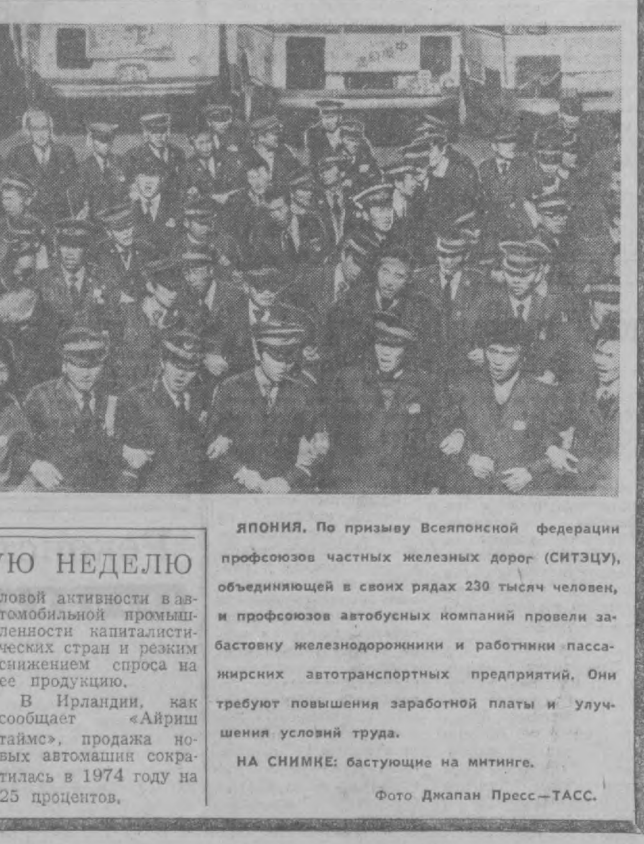 УЮ НЕДЕЛЮ
ловой активности в ав-
томобильной промыш-
ленности капиталисти-
ческих стран и резким
снижением спроса на
ее продукцию.
В Ирландии, как
сообщает «Айриш
таймс», продажа но-
вых автомашин сокра-
тилась в 1974 году на
25 процентов.
ЯПОНИЯ. По призыву Всеяпонской федерации
профсоюзов частных железных дорог (СИТЭЦУ),
объединяющей в своих рядах 230 тысяч человек,
и профсоюзов автобусных компаний провели за-
бастовку железнодорожники и работники пасса-
жирских автотранспортных предприятий. Они
требуют повышения заработной платы и улуч-
шения условий труда.
НА СНИМКЕ: бастующие на митинге.
Фото Джапан Пресс—ТАСС.